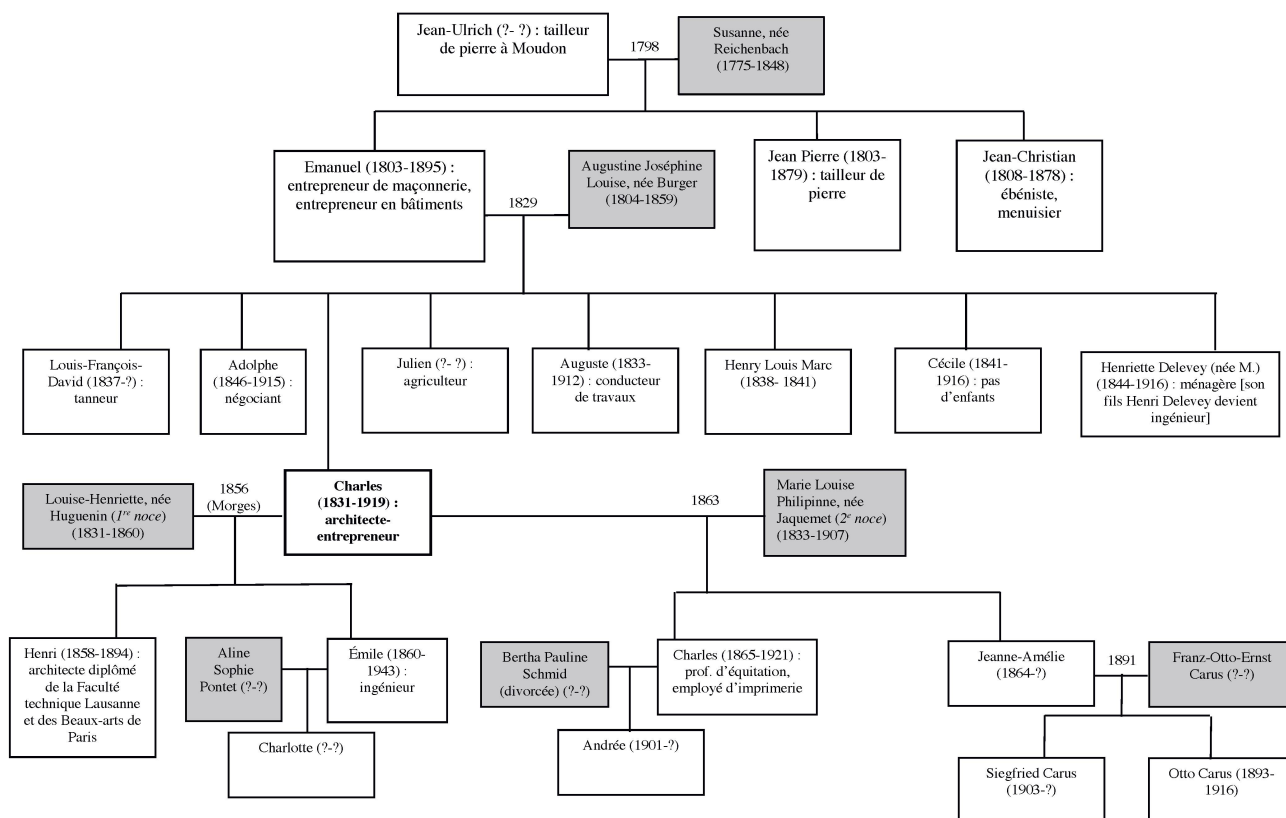 Jean-Ulrich (?- ?) : tailleur
de pierre à Moudon
1798
Susanne, née
Reichenbach
(1775-1848)
Emanuel (1803-1895) :
entrepreneur de maçonnerie,
entrepreneur en bâtiments
1829
Augustine Joséphine
Louise, née Burger
(1804-1859)
Jean Pierre (1803-
1879) : tailleur de
pierre
Jean-Christian
(1808-1878) :
ébéniste,
menuisier
Louis-François-
David (1837-?) :
tanneur
Adolphe
(1846-1915) :
négociant
Julien (?- ?) :
agriculteur
Auguste (1833-
1912) : conducteur
de travaux
Henry Louis Marc
(1838- 1841)
Cécile (1841-
1916) : pas
d'enfants
Henriette Delevey (née M.)
(1844-1916) : ménagère [son
fils Henri Delevey devient
ingénieur]
Louise-Henriette, née
Huguenin (1re noce)
(1831-1860)
1856
(Morges)
Charles
(1831-1919) :
architecte-
entrepreneur
1863
Marie Louise
Philipinne, née
Jaquemet (2e noce)
(1833-1907)
Henri (1858-1894) :
architecte diplômé
de la Faculté
technique Lausanne
et des Beaux-arts de
Paris
Aline
Sophie
Pontet (?-?)
Émile (1860-
1943) :
ingénieur
Charlotte (?-?)
Bertha Pauline
Schmid
(divorcée) (?-?)
Charles (1865-1921) :
prof. d'équitation,
employé d'imprimerie
Andrée (1901-?)
Jeanne-Amélie
(1864-?)
1891
Franz-Otto-Ernst
Carus (?-?)
Siegfried Carus
(1903-?)
Otto Carus (1893-
1916)